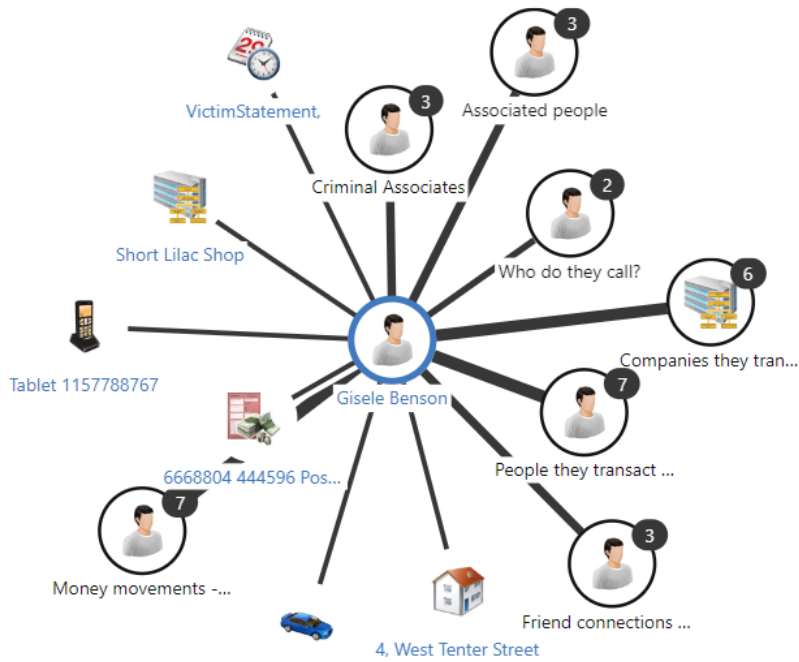 3
29
VictimStatement,
3
Associated people
Criminal Associates
2
Short Lilac Shop
Who do they call?
6
Tablet 1157788767
Companies they tran...
7
Gisele Benson
People they transact ...
6668804 444596 Pos...
7
3
Money movements -...
Friend connections ...
4, West Tenter Street